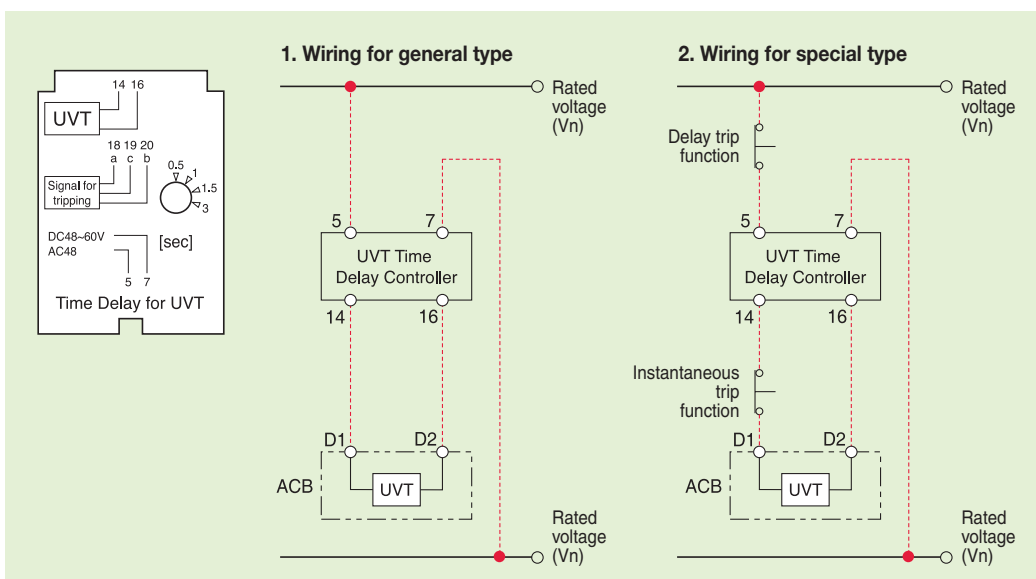 14 16
UVT
18 19 20
a c b
Signal for
tripping
0.5
1
1.5
3
DC48~60V
AC48
[sec]
5 7
Time Delay for UVT
1. Wiring for general type
Rated
voltage
(Vn)
5 7
UVT Time
Delay Controller
14 16
D1 D2
ACB
UVT
Rated
voltage
(Vn)
2. Wiring for special type
Rated
voltage
(Vn)
Delay trip
function
5 7
UVT Time
Delay Controller
14 16
Instantaneous
trip
function
D1 D2
ACB
UVT
Rated
voltage
(Vn)